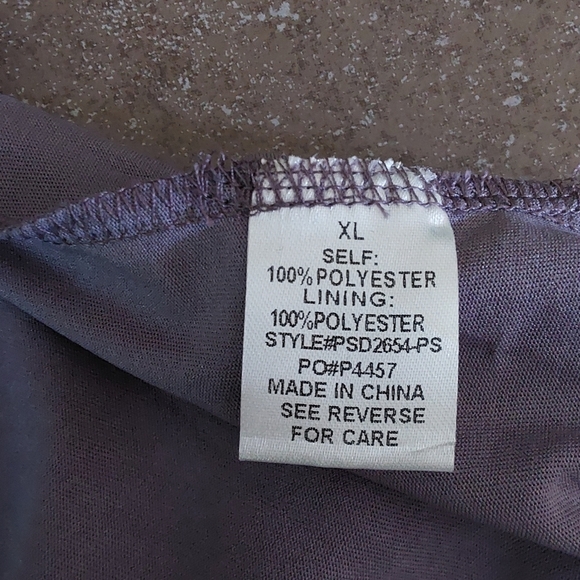 XL
SELF:
100% POLYESTER
LINING:
100%POLYESTER
STYLE#PSD2654-PS
PO#P4457
MADE IN CHINA
SEE REVERSE
FOR CARE